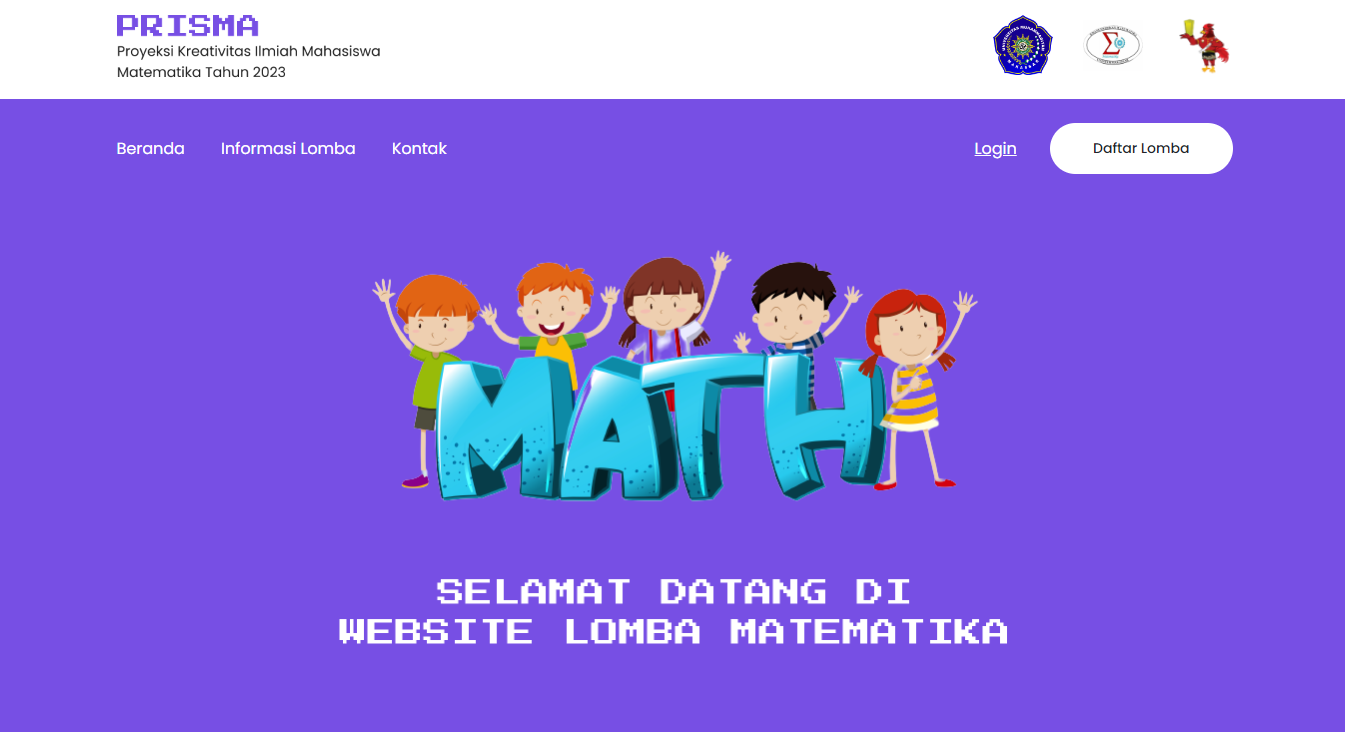 PRISMA
Proyeksi Kreativitas Ilmiah Mahasiswa
Matematika Tahun 2023
Beranda Informasi Lomba Kontak Login Daftar Lomba
MATH
SELAMAT DATANG DI
WEBSITE LOMBA MATEMATIKA